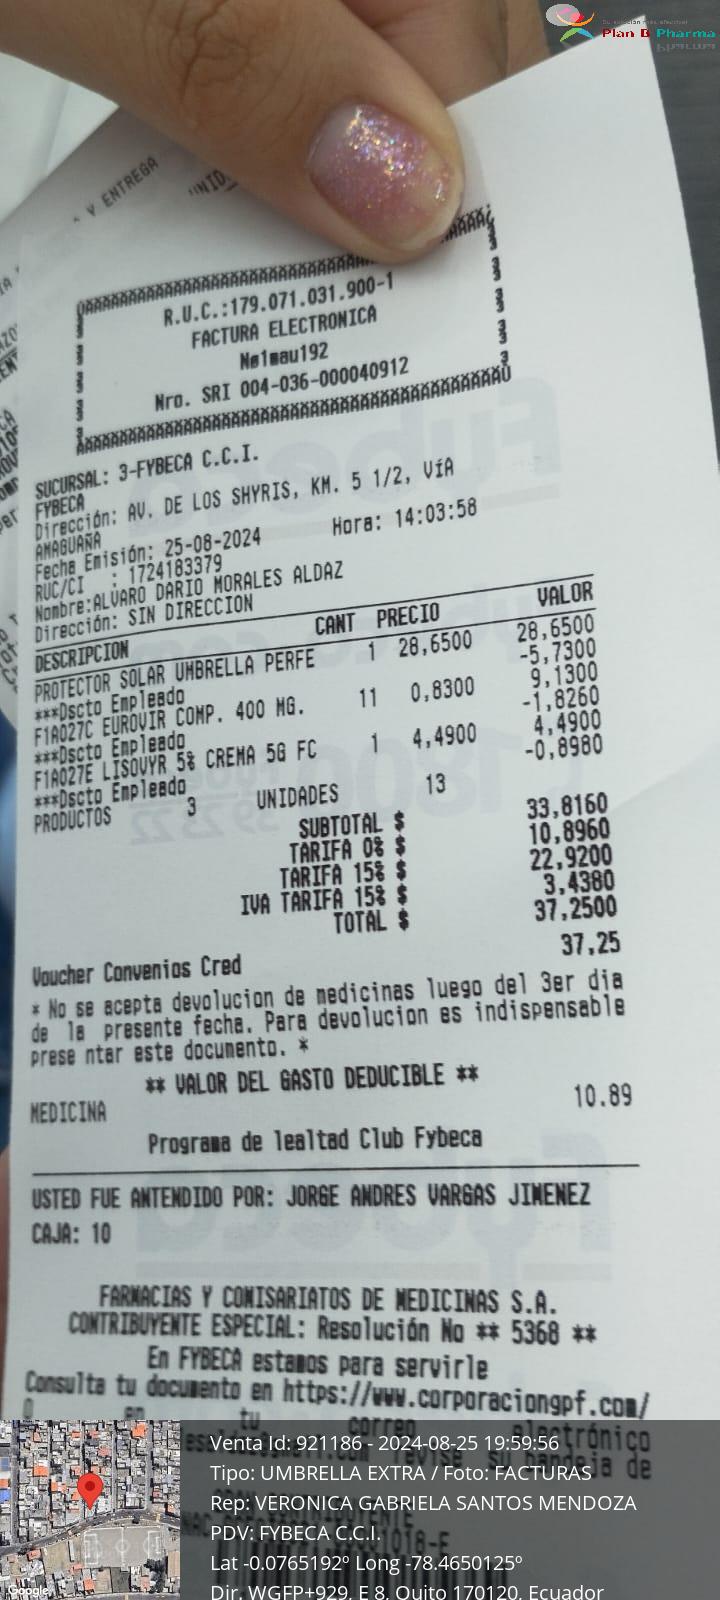 Plan B Pharma
Y ENTREGA
R.U.C.:179.071.031.900-1
FACTURA ELECTRONICA
Nø1mau192
Nro. SRI 004-036-000040912
SUCURSAL: 3-FYBECA C.C.I.
FYBECA
Dirección: AV. DE LOS SHYRIS, KM. 5 1/2, VíA
AMAGUAÑA
Fecha Emisión: 25-08-2024 Hora: 14:03:58
RUC/CI : 1724183379
Nombre:ALVARO DARIO MORALES ALDAZ
Dirección: SIN DIRECCION
DESCRIPCION CANT PRECIO VALOR
PROTECTOR SOLAR UMBRELLA PERFE 1 28,6500 28,6500
***Dscto Empleado -5,7300
F1A027C EUROVIR COMP. 400 MG. 11 0,8300 9,1300
***Dscto Empleado -1,8260
F1A027E LISOVYR 5% CREMA 5G FC 1 4,4900 4,4900
***Dscto Empleado -0,8980
PRODUCTOS 3 UNIDADES 13
SUBTOTAL $ 33,8160
TARIFA 0% $ 10,8960
TARIFA 15% $ 22,9200
IVA TARIFA 15% $ 3,4380
TOTAL $ 37,2500
Voucher Convenios Cred 37,25
* No se acepta devolucion de medicinas luego del 3er dia
de la presente fecha. Para devolucion es indispensable
prese ntar este documento. *
** VALOR DEL GASTO DEDUCIBLE **
MEDICINA 10.89
Programa de lealtad Club Fybeca
USTED FUE ANTENDIDO POR: JORGE ANDRES VARGAS JIMENEZ
CAJA: 10
FARMACIAS Y COMISARIATOS DE MEDICINAS S.A.
CONTRIBUYENTE ESPECIAL: Resolución No ** 5368 **
En FYBECA estamos para servirle
Consulta tu documento en https://www.corporaciongpf.com/
en tu correo electrónico
revise su bandeja de
Venta Id: 921186 - 2024-08-25 19:59:56
Tipo: UMBRELLA EXTRA / Foto: FACTURAS
Rep: VERONICA GABRIELA SANTOS MENDOZA
PDV: FYBECA C.C.I.
Lat -0.0765192º Long -78.4650125º
Dir. WGFP+929, E 8, Quito 170120, Ecuador
Google